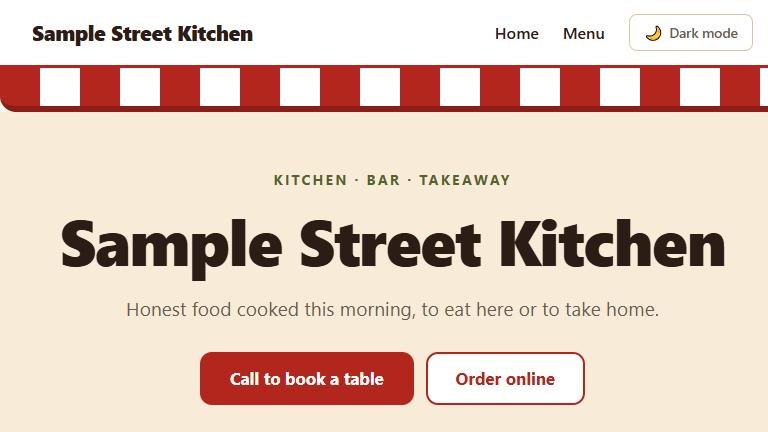 Sample Street Kitchen
Home Menu 🌙 Dark mode
KITCHEN · BAR · TAKEAWAY
Sample Street Kitchen
Honest food cooked this morning, to eat here or to take home.
Call to book a table
Order online